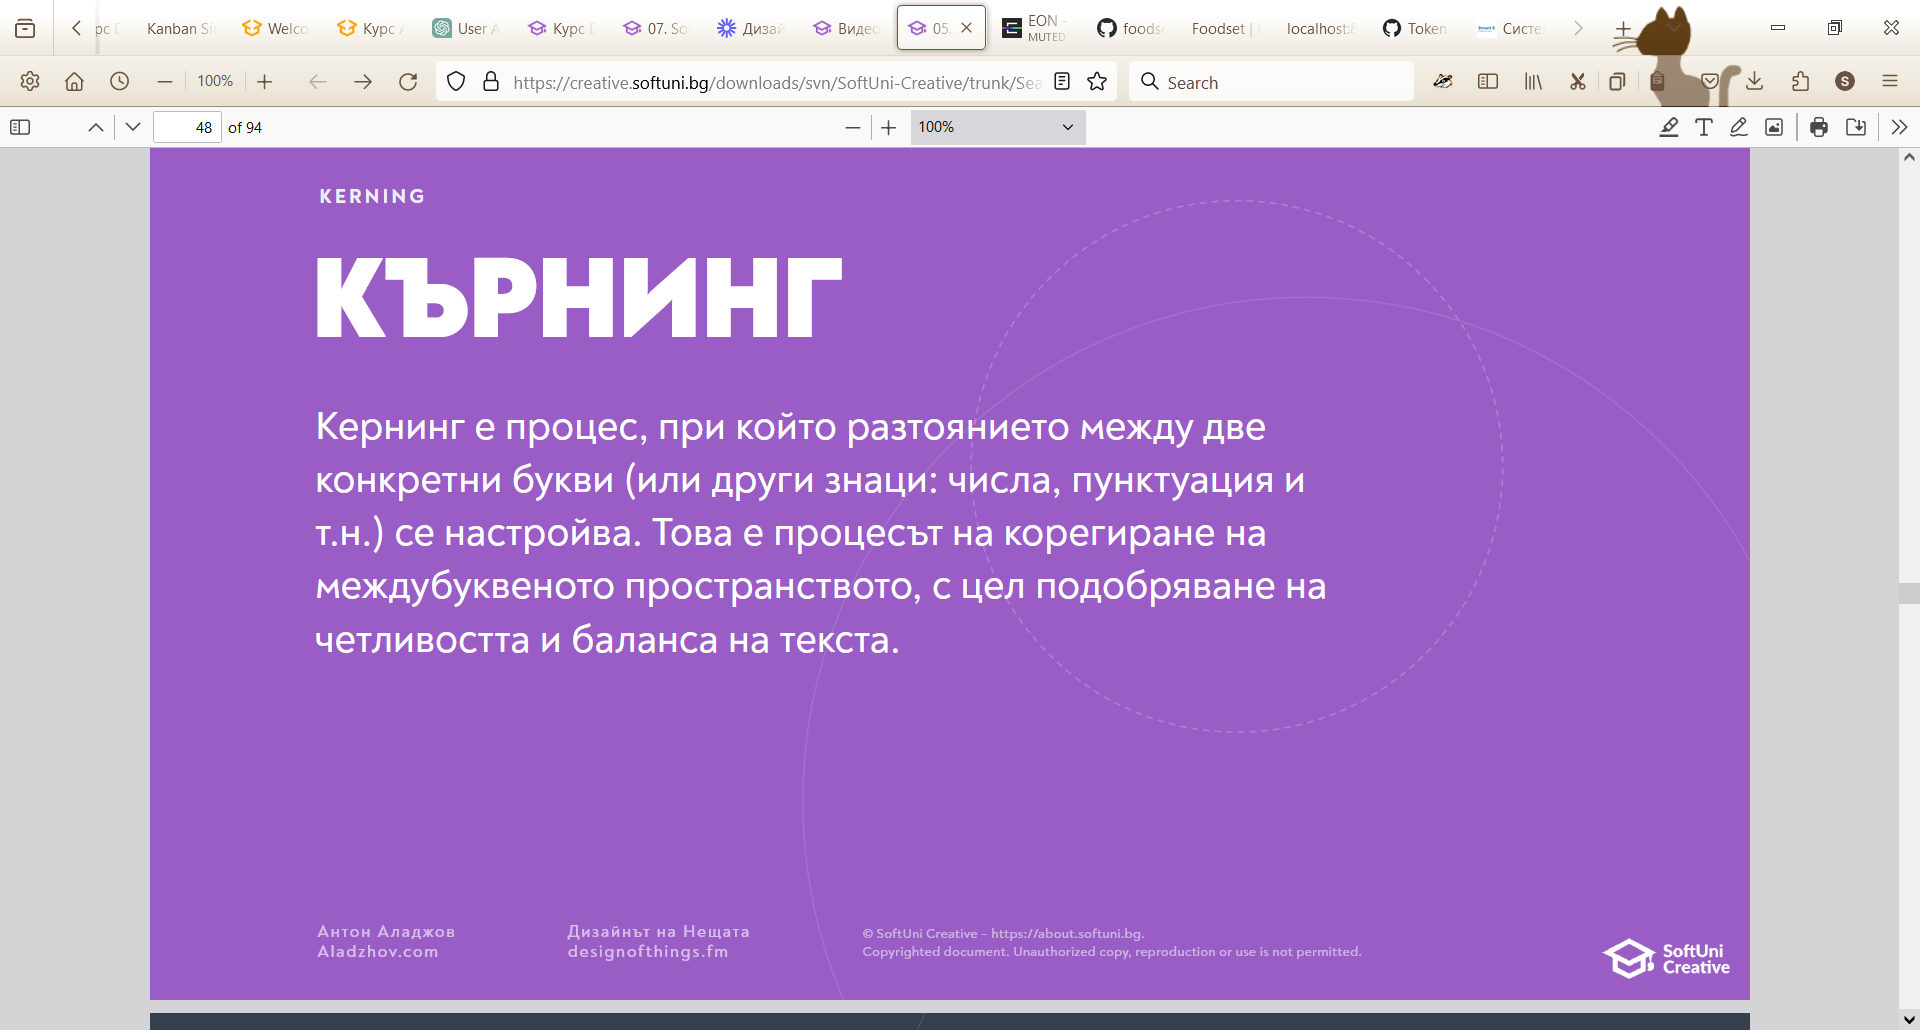 Kanban Si
Welco
Курс
User A
Курс
07. So
Дизай
Видео
05.
EON -
MUTED
foods
Foodset |
localhost:8
Token
Систе
100%
https://creative.softuni.bg/downloads/svn/SoftUni-Creative/trunk/Sea
Search
S
48 of 94
100%
KERNING
КЪРНИНГ
Кернинг е процес, при който разтоянието между две
конкретни букви (или други знаци: числа, пунктуация и
т.н.) се настройва. Това е процесът на корегиране на
междубуквеното пространството, с цел подобряване на
четливостта и баланса на текста.
Антон Аладжов
Aladzhov.com
Дизайнът на Нещата
designofthings.fm
© SoftUni Creative – https://about.softuni.bg.
Copyrighted document. Unauthorized copy, reproduction or use is not permitted.
SoftUni
Creative